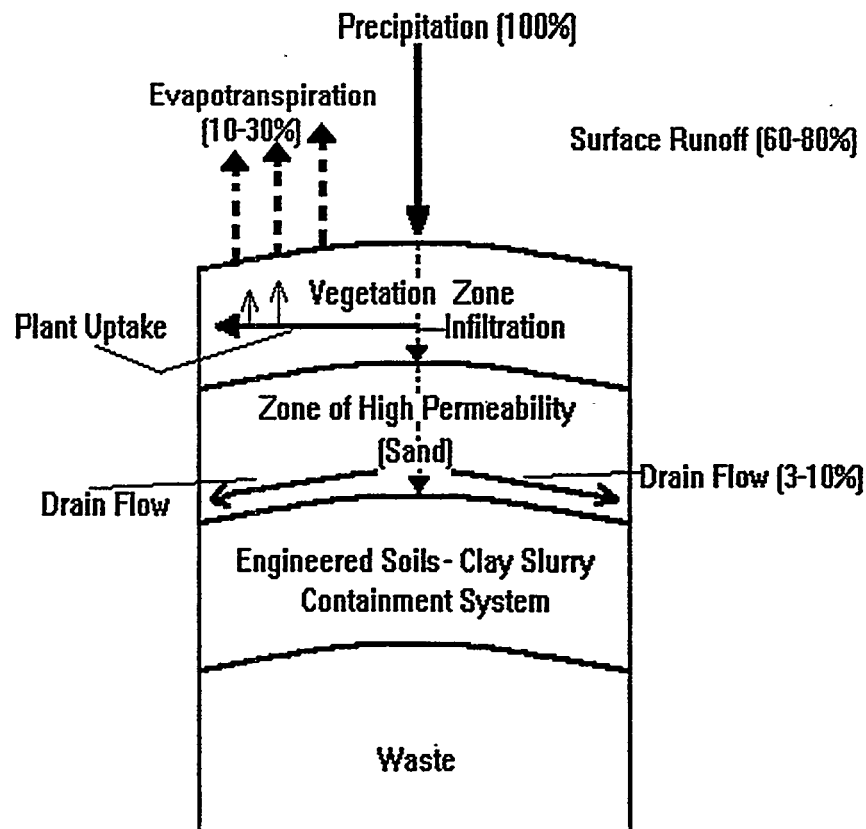 Precipitation (100%)
Evapotranspiration
(10-30%)
Surface Runoff (60-80%)
Vegetation Zone
Plant Uptake
Infiltration
Zone of High Permeability
(Sand)
Drain Flow
Drain Flow (3-10%)
Engineered Soils - Clay Slurry
Containment System
Waste